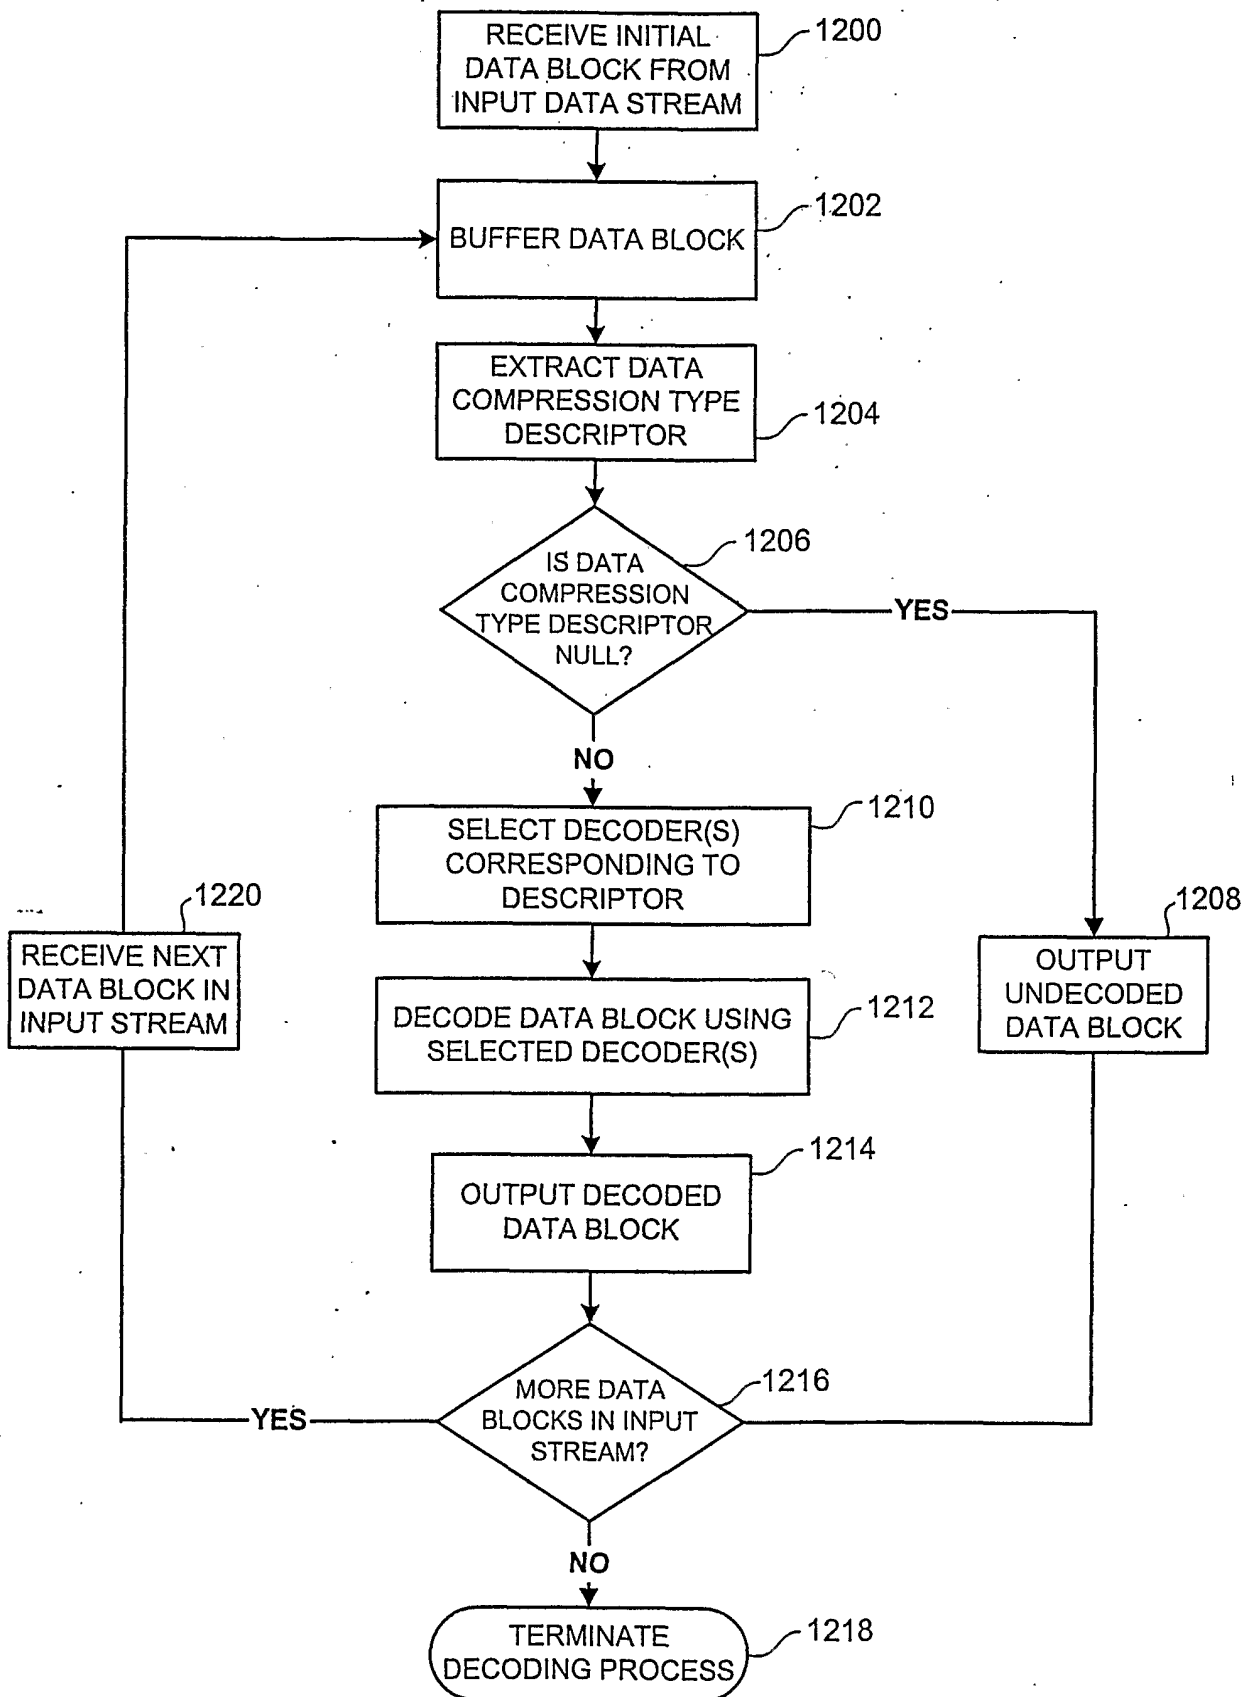 RECEIVE INITIAL
DATA BLOCK FROM
INPUT DATA STREAM
1200
BUFFER DATA BLOCK
1202
EXTRACT DATA
COMPRESSION TYPE
DESCRIPTOR
1204
IS DATA
COMPRESSION
TYPE DESCRIPTOR
NULL?
1206
YES
NO
SELECT DECODER(S)
CORRESPONDING TO
DESCRIPTOR
1210
1220
RECEIVE NEXT
DATA BLOCK IN
INPUT STREAM
1208
OUTPUT
UNDECODED
DATA BLOCK
DECODE DATA BLOCK USING
SELECTED DECODER(S)
1212
OUTPUT DECODED
DATA BLOCK
1214
MORE DATA
BLOCKS IN INPUT
STREAM?
1216
YES
NO
TERMINATE
DECODING PROCESS
1218